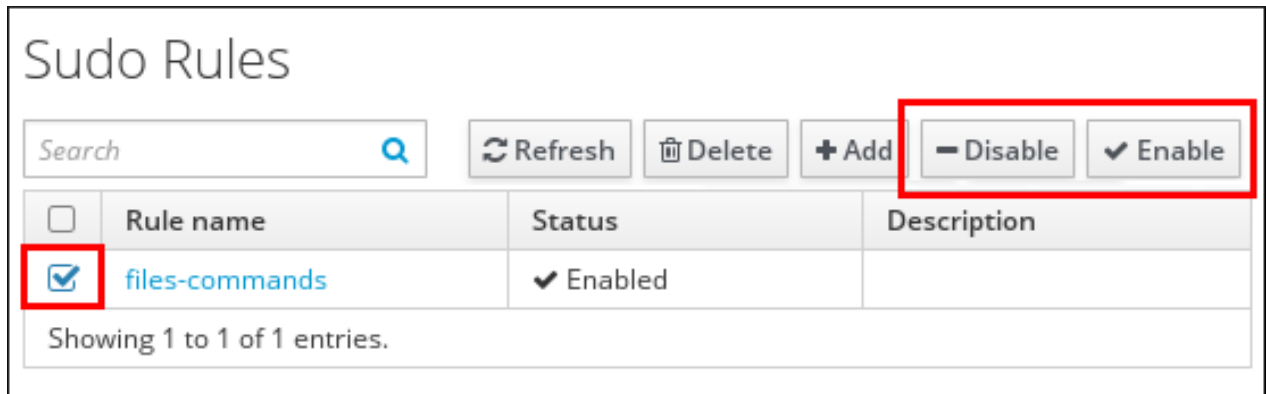 Sudo Rules
Search Refresh Delete Add Disable Enable
Rule name Status Description
files-commands Enabled
Showing 1 to 1 of 1 entries.